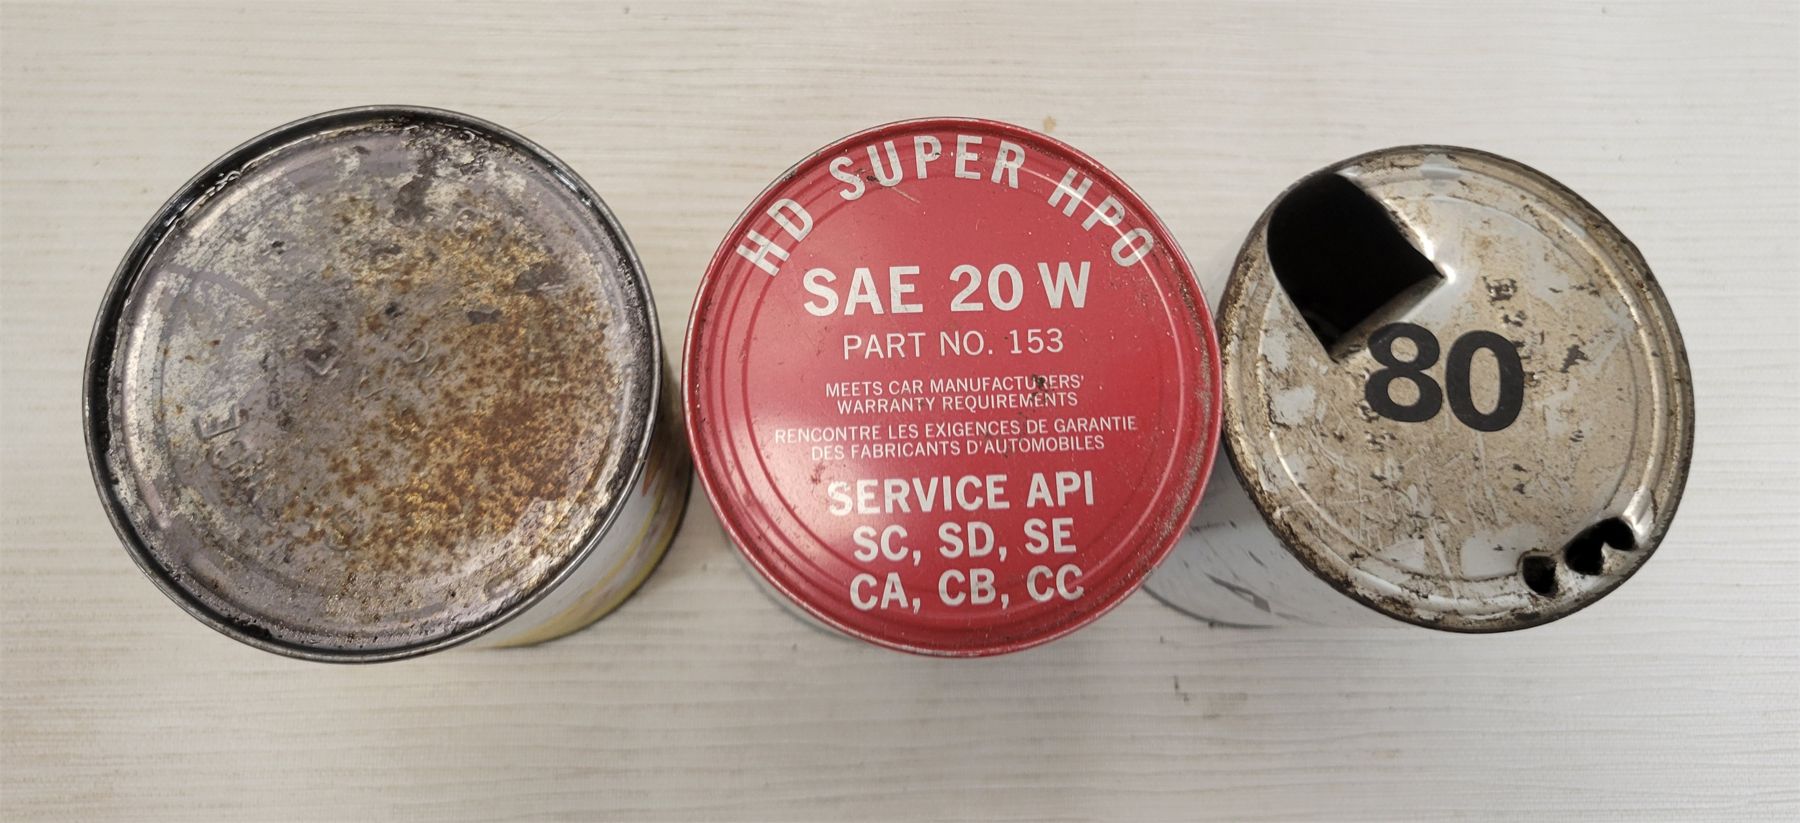 HD SUPER HPO
SAE 20 W
PART NO. 153
MEETS CAR MANUFACTURERS'
WARRANTY REQUIREMENTS
RENCONTRE LES EXIGENCES DE GARANTIE
DES FABRICANTS D'AUTOMOBILES
SERVICE API
SC, SD, SE
CA, CB, CC
80